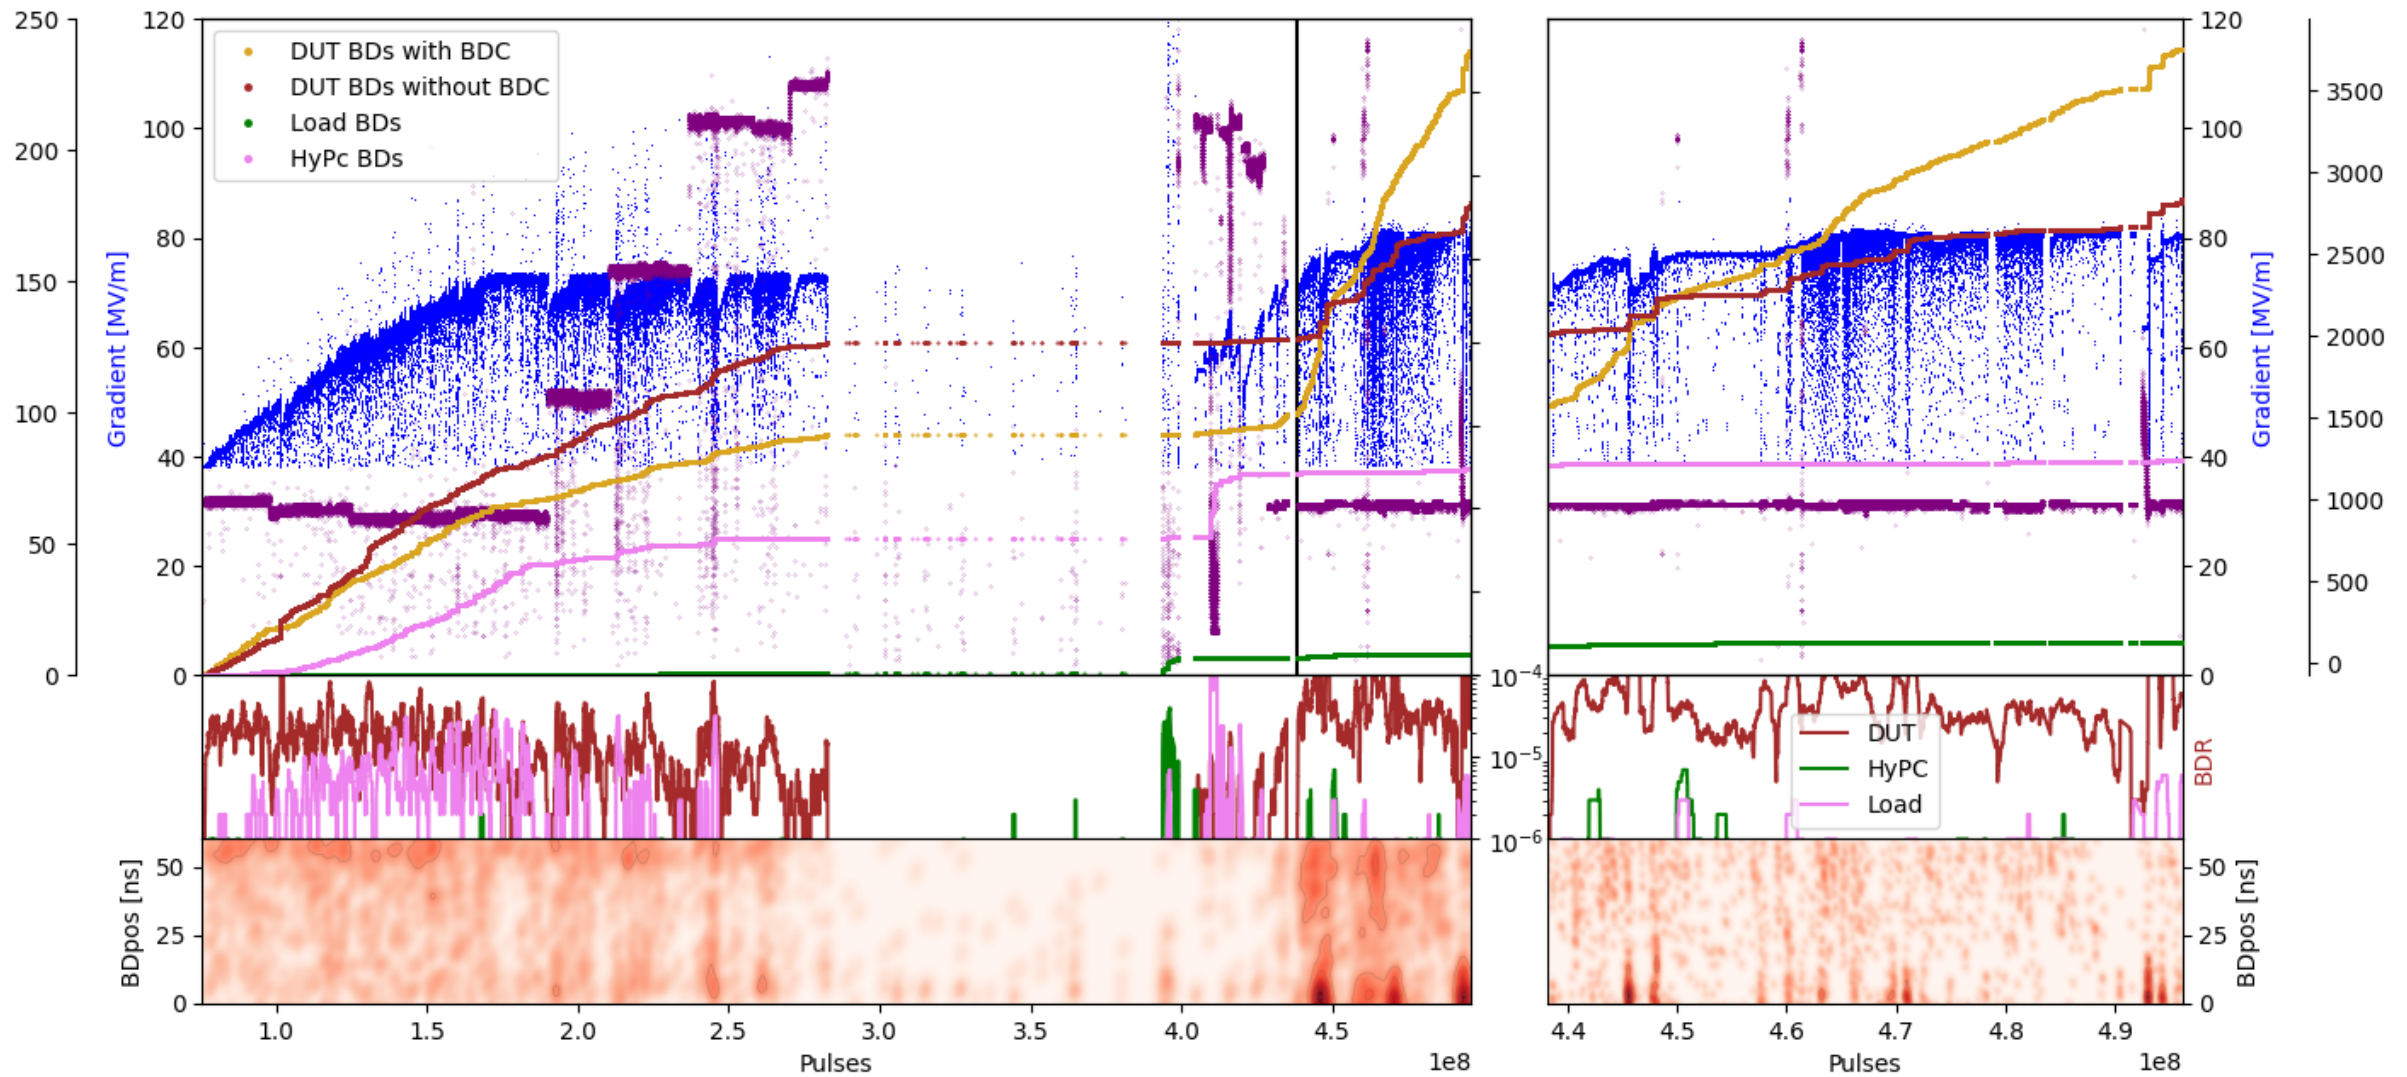 250
200
150
100
50
0
Gradient [MV/m]
120
100
80
60
40
20
0
DUT BDs with BDC
DUT BDs without BDC
Load BDs
HyPc BDs
120
100
80
60
40
20
0
Gradient [MV/m]
3500
3000
2500
2000
1500
1000
500
0
10⁻⁴
10⁻⁵
10⁻⁶
DUT
HyPC
Load
BDR
BDpos [ns]
50
25
0
50
25
0
BDpos [ns]
1.0 1.5 2.0 2.5 3.0 3.5 4.0 4.5
Pulses
1e8
4.4 4.5 4.6 4.7 4.8 4.9
Pulses
1e8